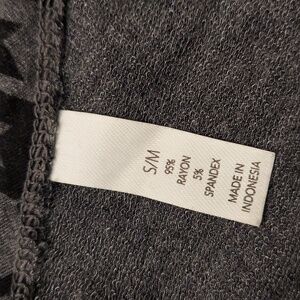 S/M
95%
RAYON
5%
SPANDEX
MADE IN
INDONESIA